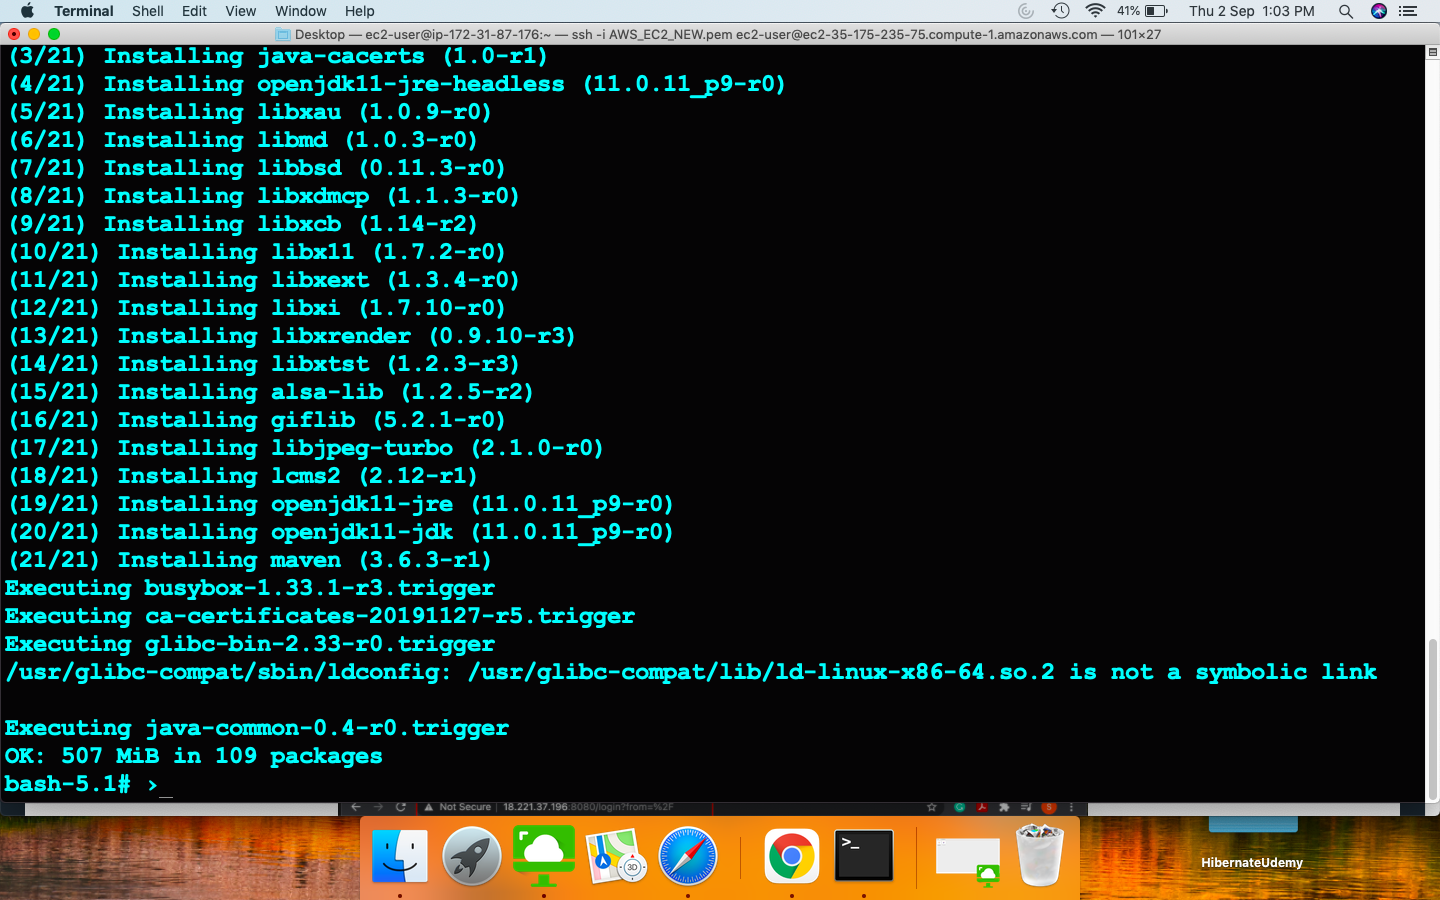 Terminal Shell Edit View Window Help 41% Thu 2 Sep 1:03 PM
Desktop — ec2-user@ip-172-31-87-176:~ — ssh -i AWS_EC2_NEW.pem ec2-user@ec2-35-175-235-75.compute-1.amazonaws.com — 101×27
(3/21) Installing java-cacerts (1.0-r1)
(4/21) Installing openjdk11-jre-headless (11.0.11_p9-r0)
(5/21) Installing libxau (1.0.9-r0)
(6/21) Installing libmd (1.0.3-r0)
(7/21) Installing libbsd (0.11.3-r0)
(8/21) Installing libxdmcp (1.1.3-r0)
(9/21) Installing libxcb (1.14-r2)
(10/21) Installing libx11 (1.7.2-r0)
(11/21) Installing libxext (1.3.4-r0)
(12/21) Installing libxi (1.7.10-r0)
(13/21) Installing libxrender (0.9.10-r3)
(14/21) Installing libxtst (1.2.3-r3)
(15/21) Installing alsa-lib (1.2.5-r2)
(16/21) Installing giflib (5.2.1-r0)
(17/21) Installing libjpeg-turbo (2.1.0-r0)
(18/21) Installing lcms2 (2.12-r1)
(19/21) Installing openjdk11-jre (11.0.11_p9-r0)
(20/21) Installing openjdk11-jdk (11.0.11_p9-r0)
(21/21) Installing maven (3.6.3-r1)
Executing busybox-1.33.1-r3.trigger
Executing ca-certificates-20191127-r5.trigger
Executing glibc-bin-2.33-r0.trigger
/usr/glibc-compat/sbin/ldconfig: /usr/glibc-compat/lib/ld-linux-x86-64.so.2 is not a symbolic link
Executing java-common-0.4-r0.trigger
OK: 507 MiB in 109 packages
bash-5.1# ›_
Not Secure | 18.221.37.196:8080/login?from=%2F S
>_
3D
HibernateUdemy